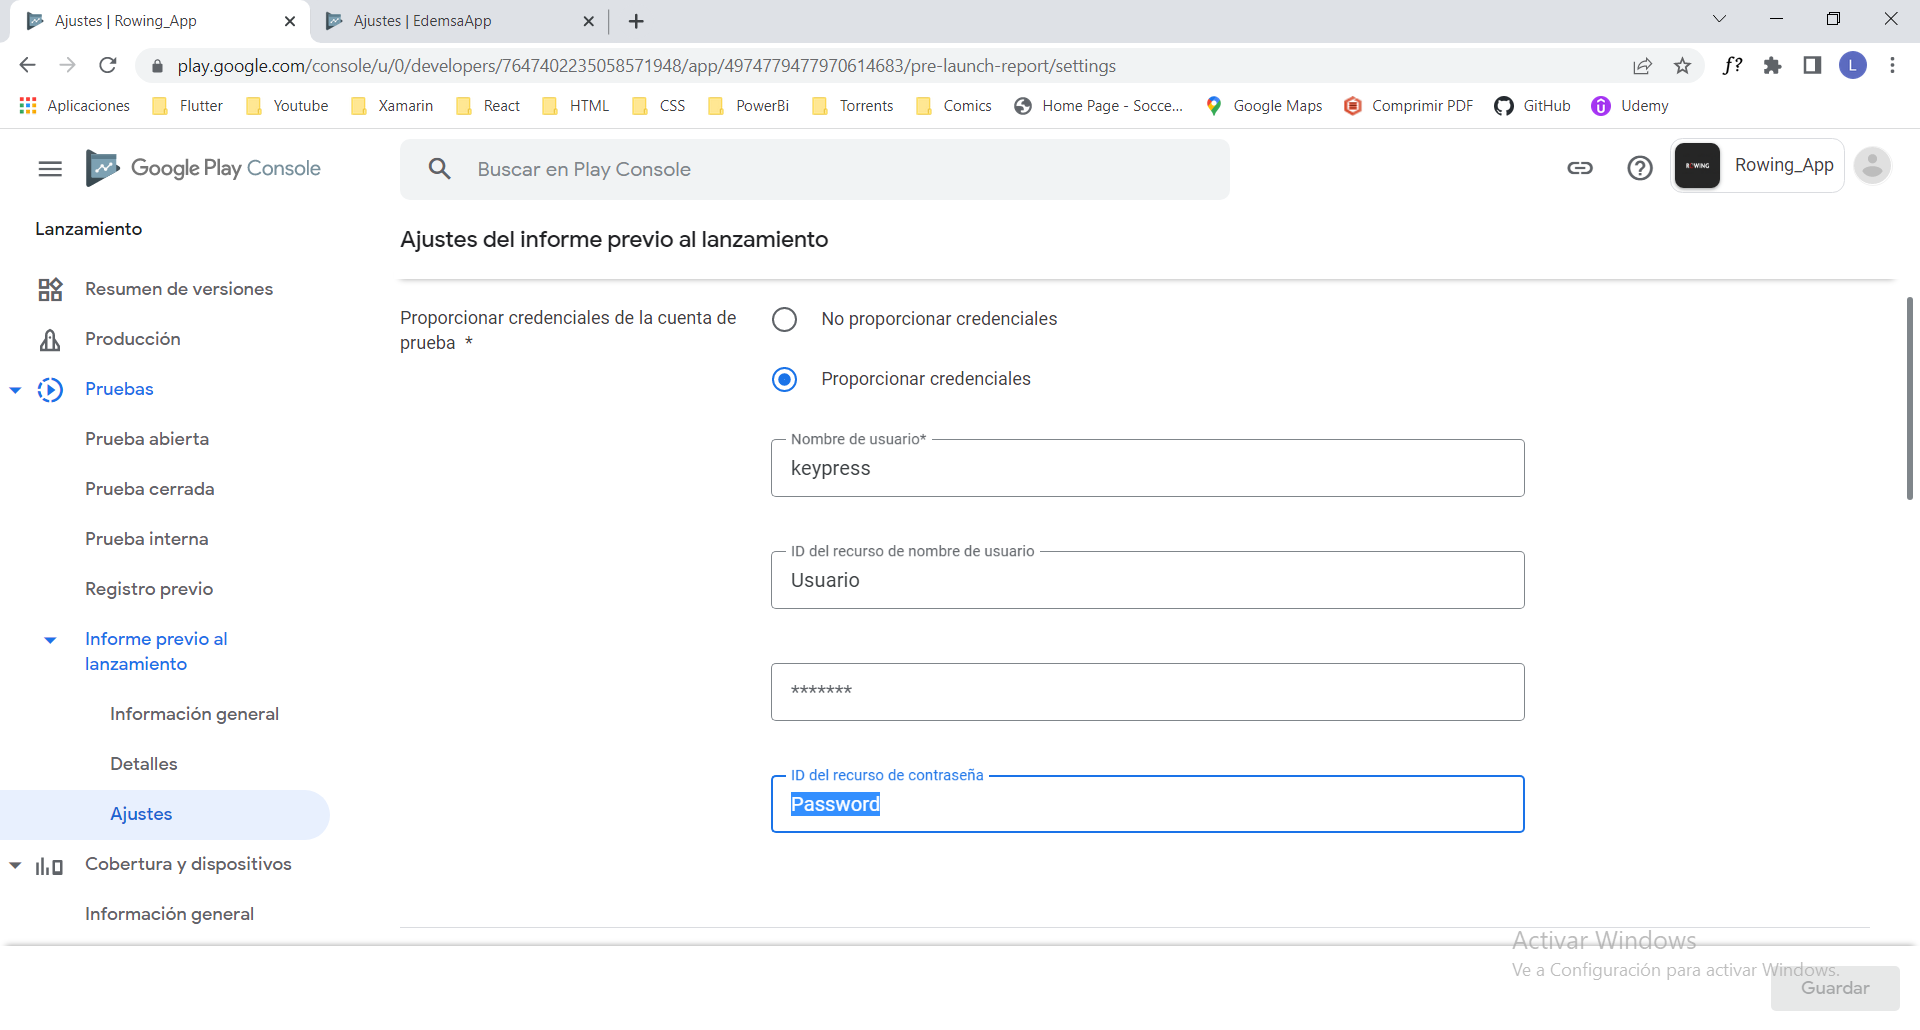 Ajustes | Rowing_App
Ajustes | EdemsaApp
play.google.com/console/u/0/developers/7647402235058571948/app/4974779477970614683/pre-launch-report/settings
f?
L
Aplicaciones
Flutter
Youtube
Xamarin
React
HTML
CSS
PowerBi
Torrents
Comics
Home Page - Socce...
Google Maps
Comprimir PDF
GitHub
Udemy
Google Play Console
Buscar en Play Console
ROWING
Rowing_App
Lanzamiento
Resumen de versiones
Producción
Pruebas
Prueba abierta
Prueba cerrada
Prueba interna
Registro previo
Informe previo al
lanzamiento
Información general
Detalles
Ajustes
Cobertura y dispositivos
Información general
Ajustes del informe previo al lanzamiento
Proporcionar credenciales de la cuenta de
prueba *
No proporcionar credenciales
Proporcionar credenciales
Nombre de usuario*
keypress
ID del recurso de nombre de usuario
Usuario
*******
ID del recurso de contraseña
Password
Activar Windows
Ve a Configuración para activar Windows.
Guardar